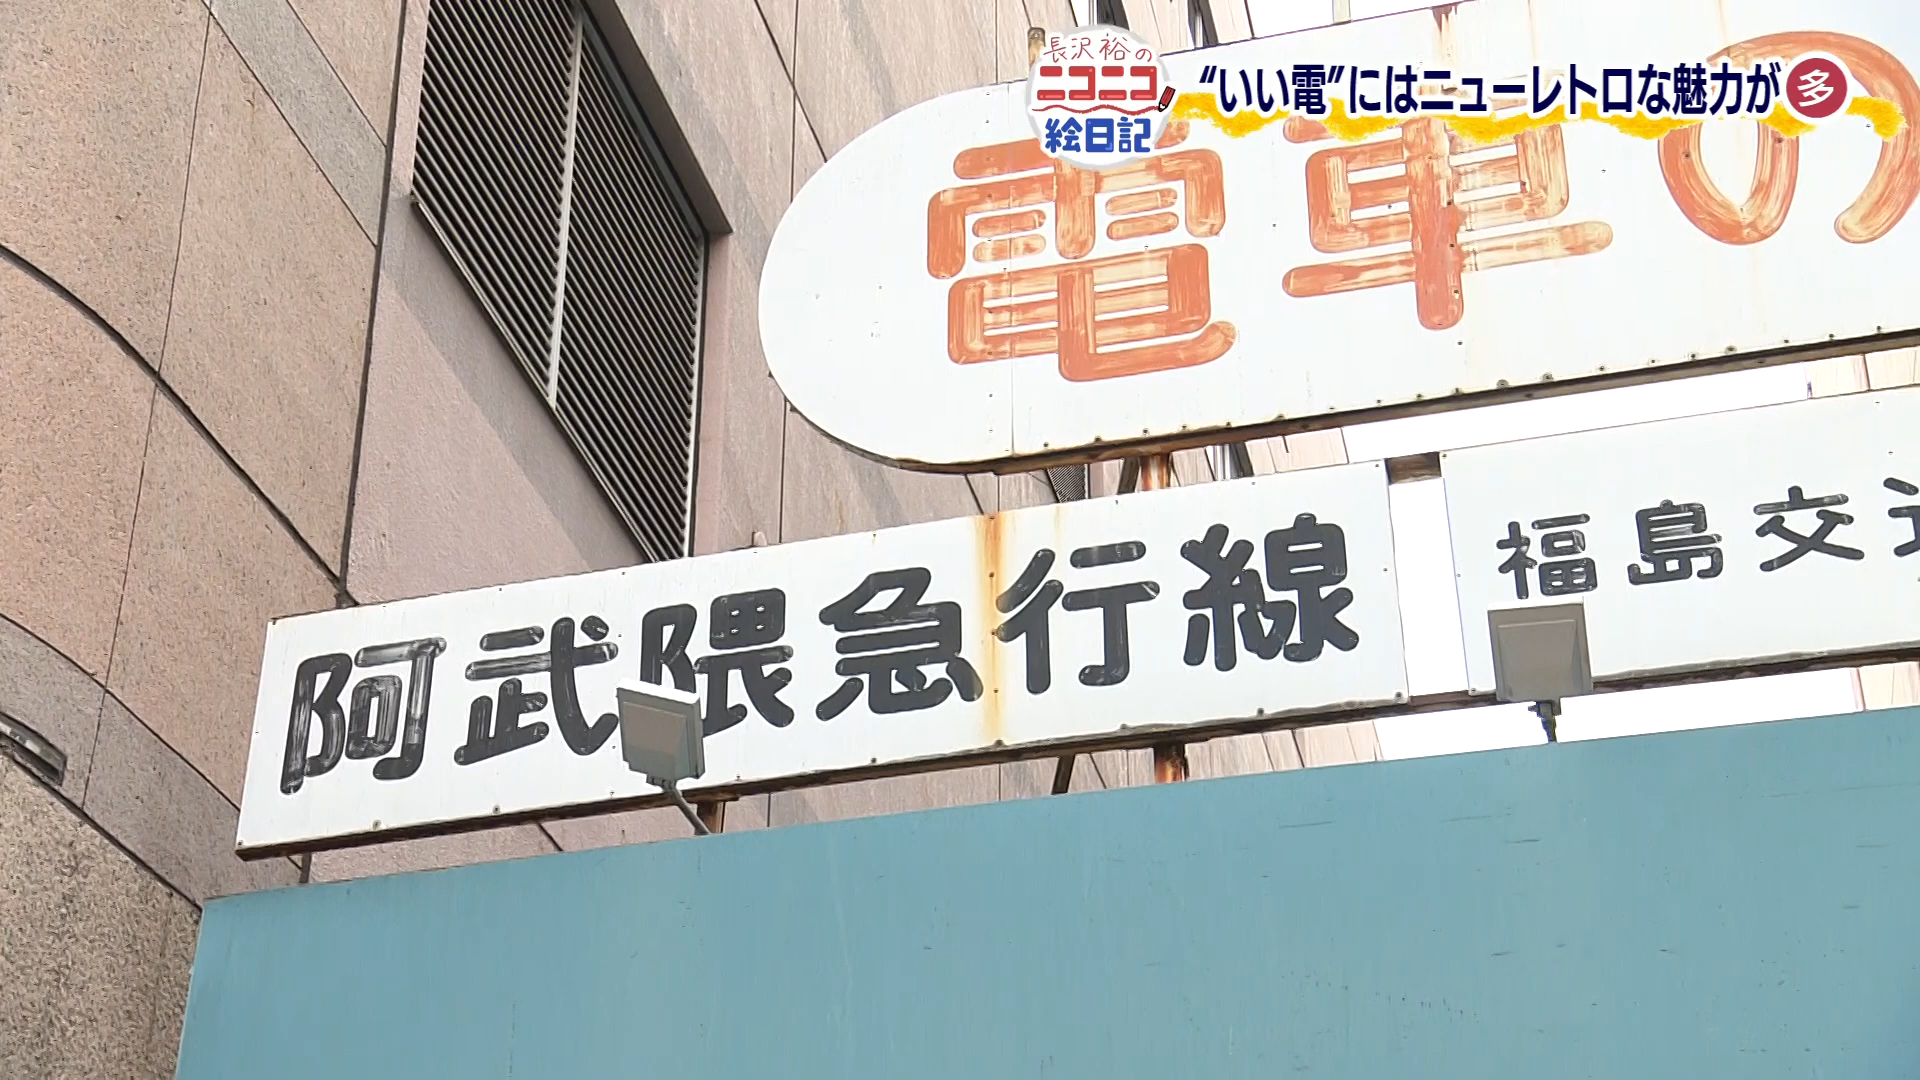 長沢裕の
ニコニコ
絵日記
“いい電”にはニューレトロな魅力が多
電車の
阿武隈急行線
福島交